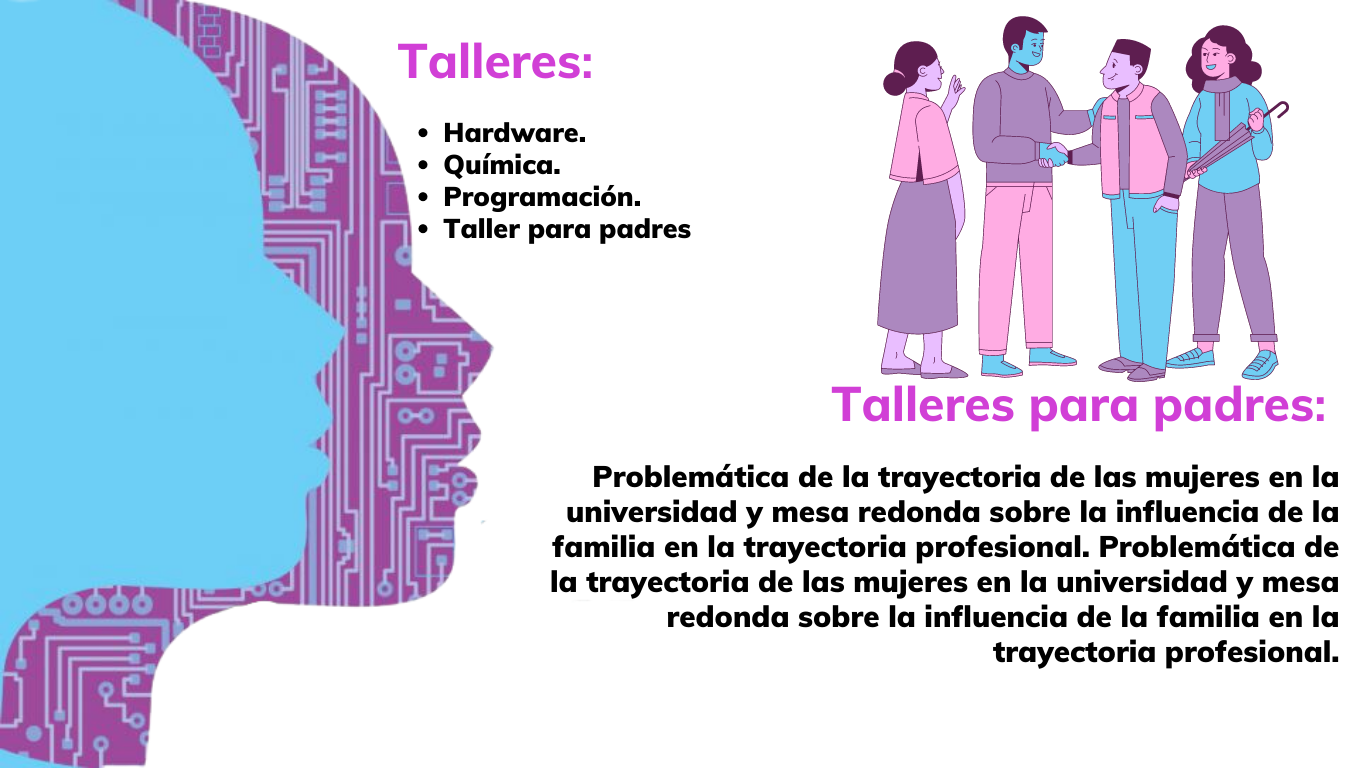 Talleres:
• Hardware.
• Química.
• Programación.
• Taller para padres
Talleres para padres:
Problemática de la trayectoria de las mujeres en la
universidad y mesa redonda sobre la influencia de la
familia en la trayectoria profesional. Problemática de
la trayectoria de las mujeres en la universidad y mesa
redonda sobre la influencia de la familia en la
trayectoria profesional.